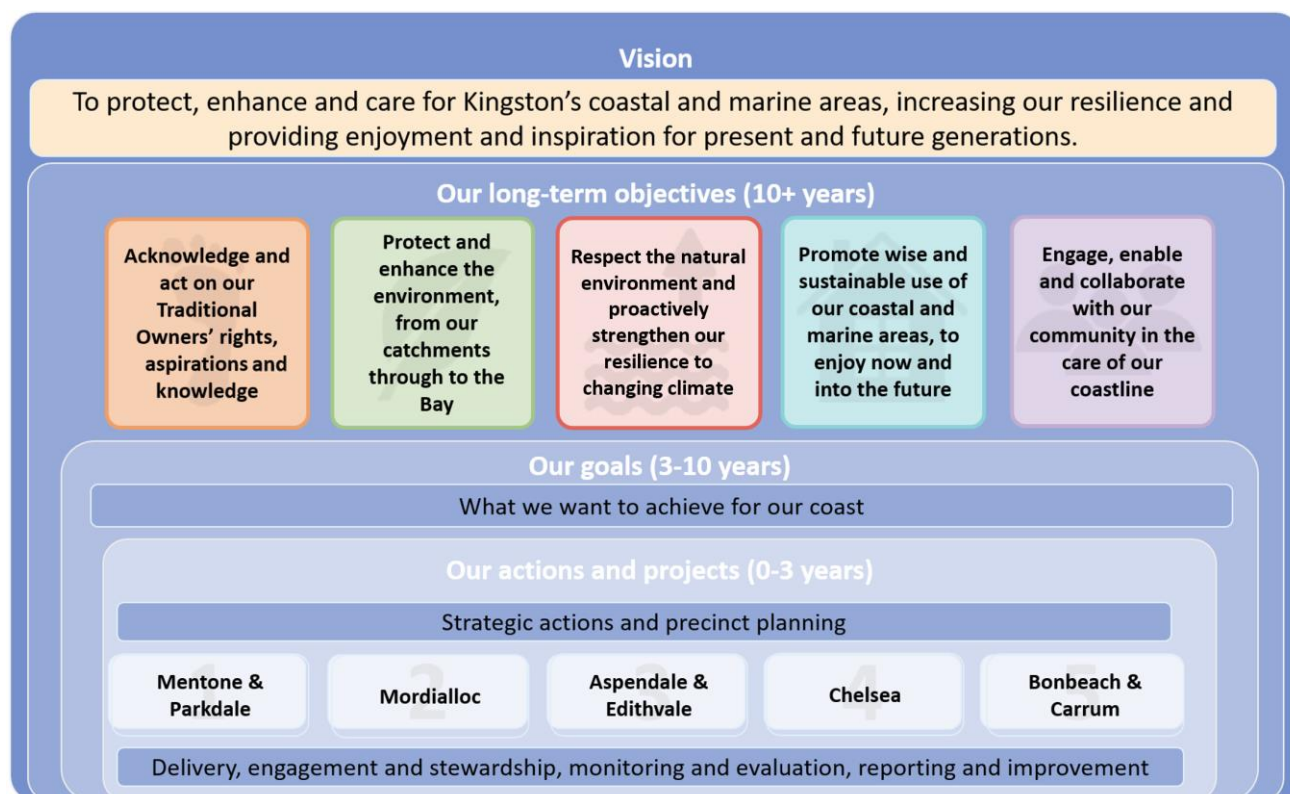 Vision
To protect, enhance and care for Kingston’s coastal and marine areas, increasing our resilience and
providing enjoyment and inspiration for present and future generations.
Our long-term objectives (10+ years)
Acknowledge and
act on our
Traditional
Owners’ rights,
aspirations and
knowledge
Protect and
enhance the
environment,
from our
catchments
through to the
Bay
Respect the natural
environment and
proactively
strengthen our
resilience to
changing climate
Promote wise and
sustainable use of
our coastal and
marine areas, to
enjoy now and
into the future
Engage, enable
and collaborate
with our
community in the
care of our
coastline
Our goals (3-10 years)
What we want to achieve for our coast
Our actions and projects (0-3 years)
Strategic actions and precinct planning
1
Mentone &
Parkdale
2
Mordialloc
3
Aspendale &
Edithvale
4
Chelsea
5
Bonbeach &
Carrum
Delivery, engagement and stewardship, monitoring and evaluation, reporting and improvement